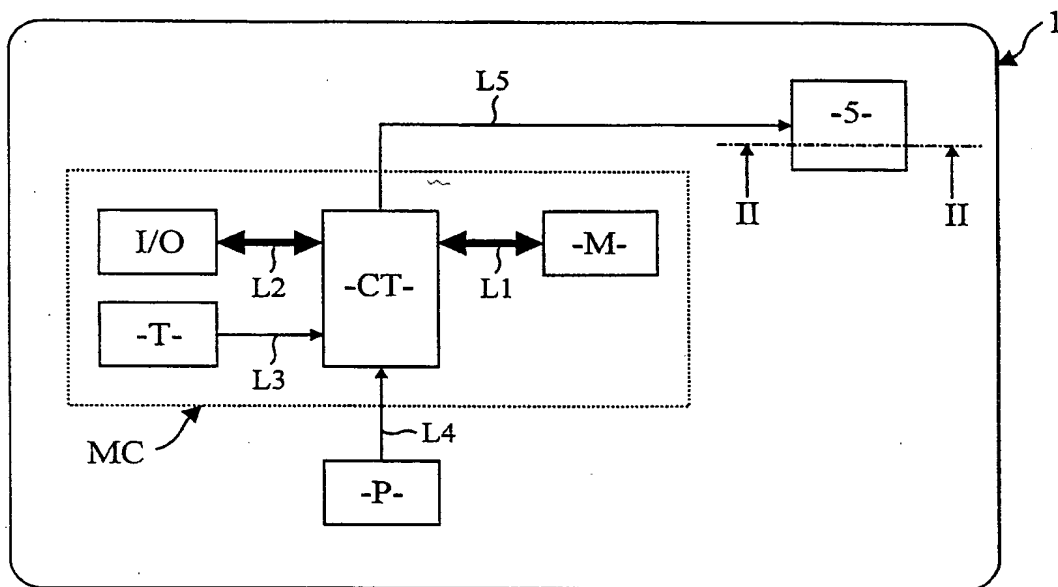 1
L5
-5-
II II
I/O
-CT-
-M-
L2
L1
-T-
L3
MC
L4
-P-